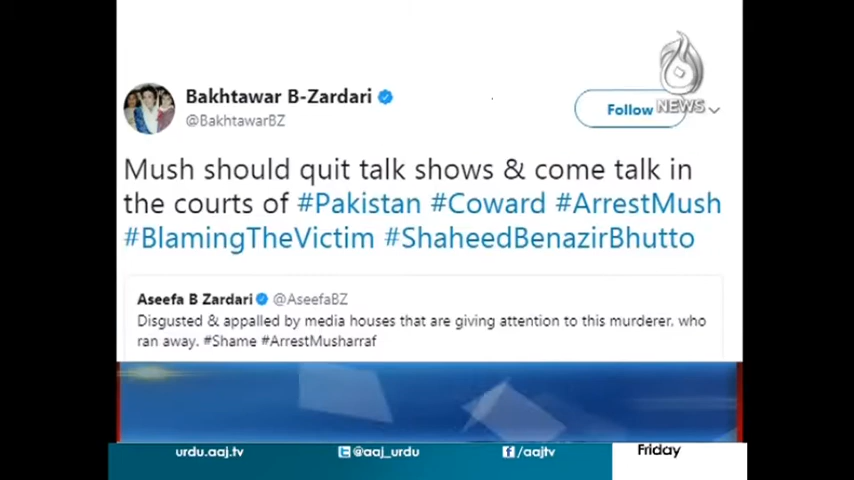 NEWS
Bakhtawar B-Zardari
@BakhtawarBZ
Follow
Mush should quit talk shows & come talk in
the courts of #Pakistan #Coward #ArrestMush
#BlamingTheVictim #ShaheedBenazirBhutto
Aseefa B Zardari @AseefaBZ
Disgusted & appalled by media houses that are giving attention to this murderer. who
ran away. #Shame #ArrestMusharraf
urdu.aaj.tv @aaj_urdu /aajtv Friday